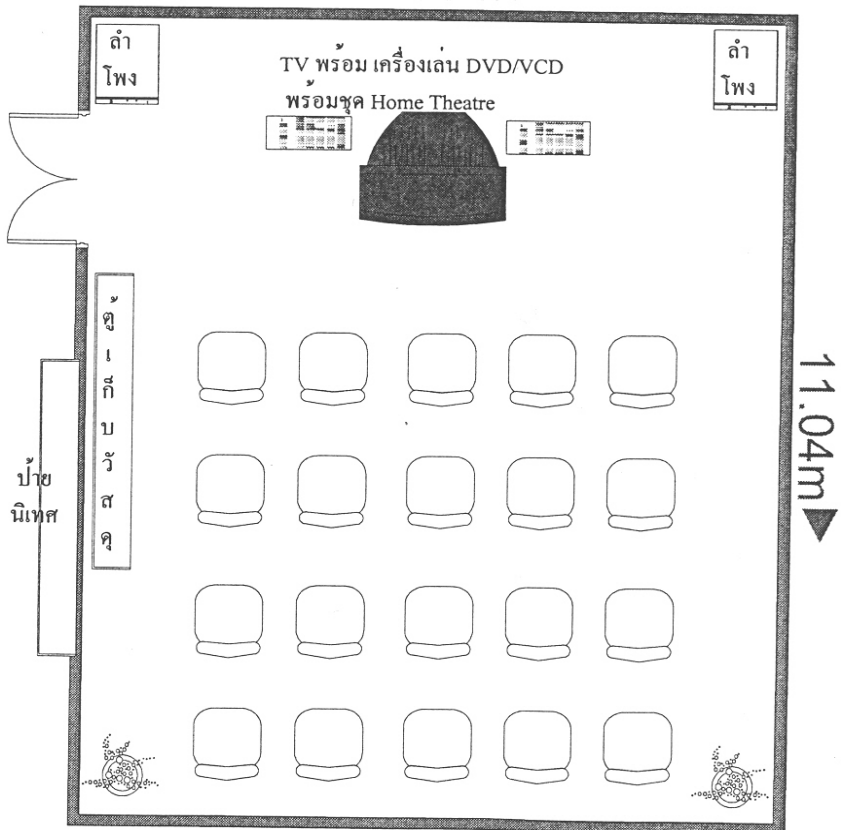 ลำ
โพง
TV พร้อม เครื่องเล่น DVD/VCD
พร้อมชุด Home Theatre
ลำ
โพง
ตู้
เ
ก็
บ
วั
ส
ดุ
ป้าย
นิเทศ
11.04m